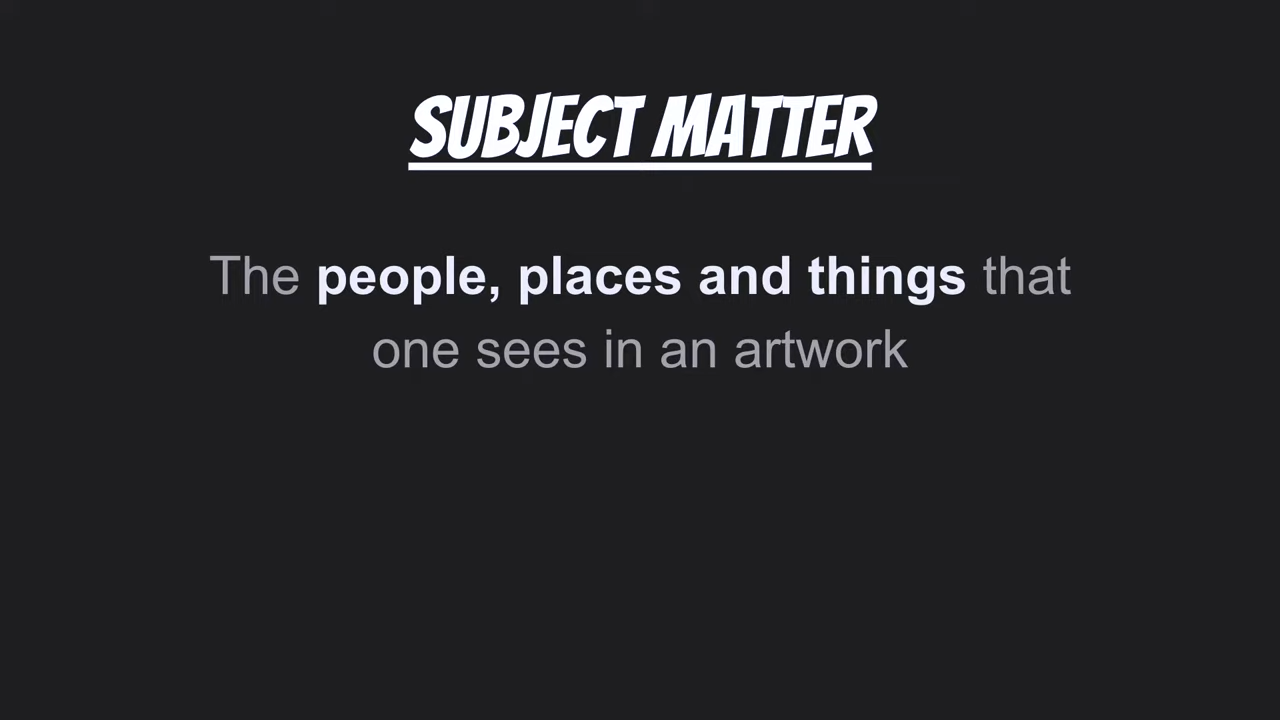 SUBJECT MATTER
The people, places and things that
one sees in an artwork